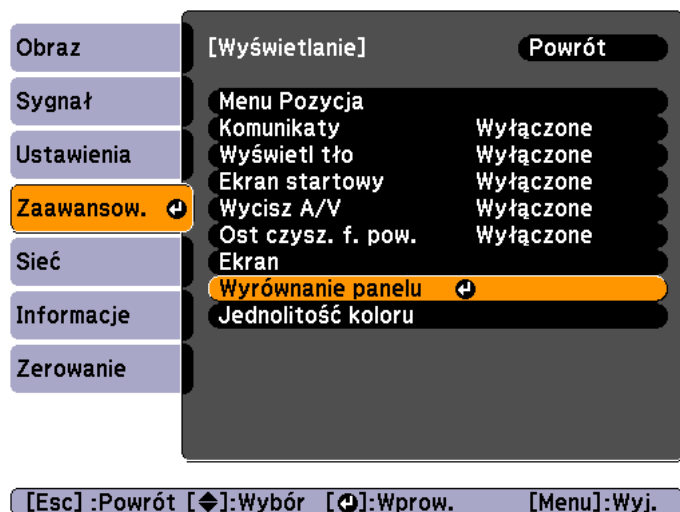 Obraz
Sygnał
Ustawienia
Zaawansow.
Sieć
Informacje
Zerowanie
[Wyświetlanie] Powrót
Menu Pozycja
Komunikaty Wyłączone
Wyświetl tło Wyłączone
Ekran startowy Wyłączone
Wycisz A/V Wyłączone
Ost czysz. f. pow. Wyłączone
Ekran
Wyrównanie panelu
Jednolitość koloru
[Esc] :Powrót [◆]:Wybór [⏎]:Wprow. [Menu]:Wyj.